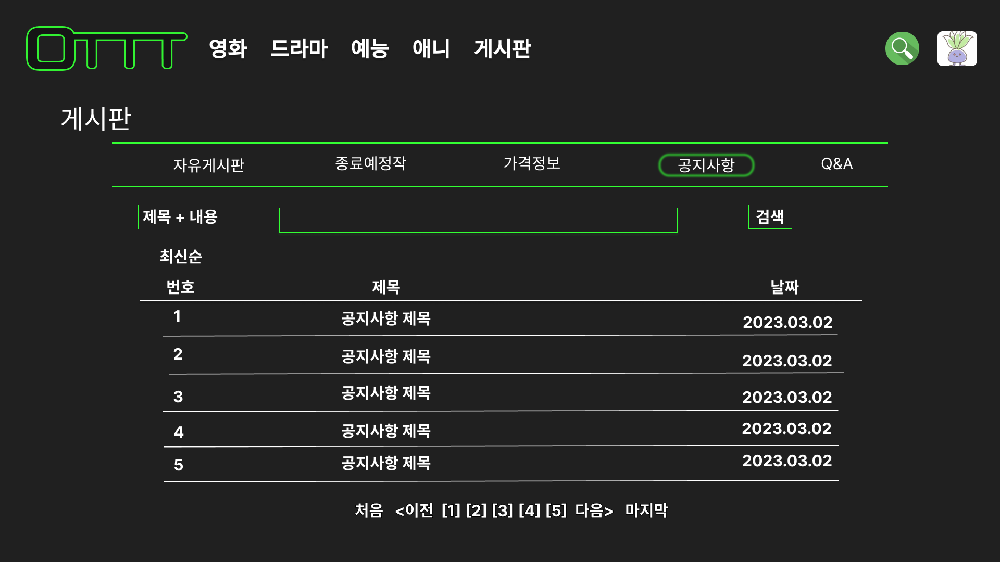 OTTT 영화 드라마 예능 애니 게시판
게시판
자유게시판 종료예정작 가격정보 공지사항 Q&A
제목 + 내용 검색
최신순
번호 제목 날짜
1 공지사항 제목 2023.03.02
2 공지사항 제목 2023.03.02
3 공지사항 제목 2023.03.02
4 공지사항 제목 2023.03.02
5 공지사항 제목 2023.03.02
처음 <이전 [1] [2] [3] [4] [5] 다음> 마지막